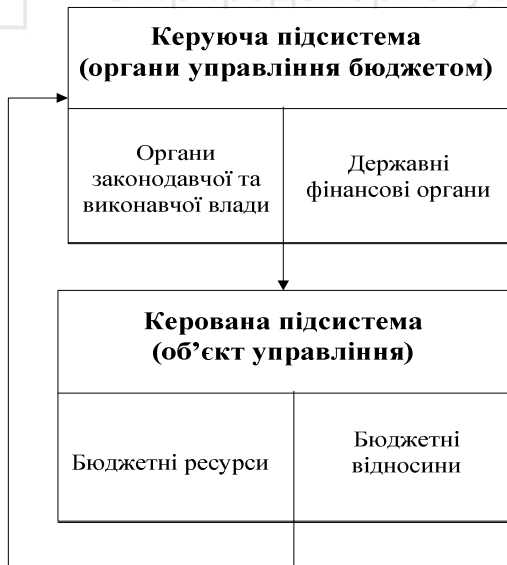 Керуюча підсистема
(органи управління бюджетом)
Органи
законодавчої та
виконавчої влади
Державні
фінансові органи
Керована підсистема
(об’єкт управління)
Бюджетні ресурси
Бюджетні
відносини